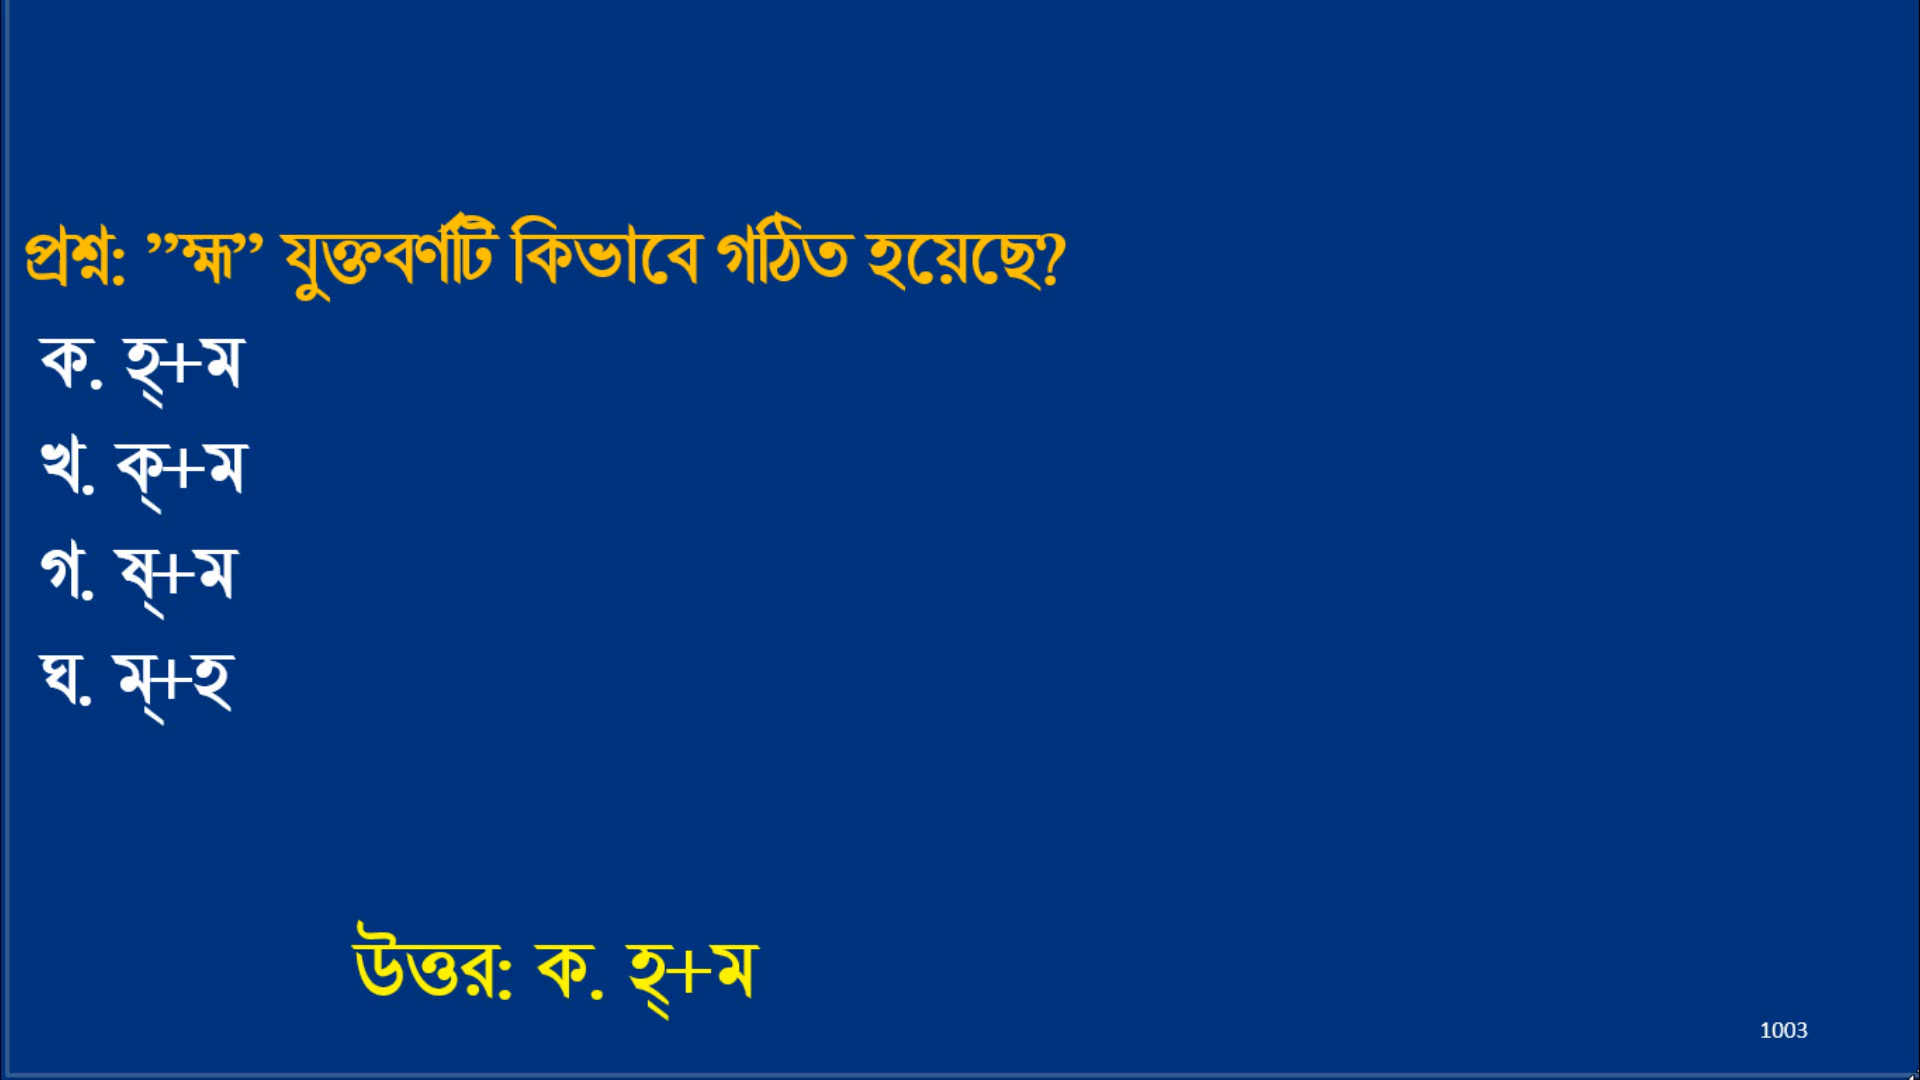 প্রশ্ন: ”হ্ম” যুক্তবর্ণটি কিভাবে গঠিত হয়েছে?
ক. হ্+ম
খ. ক্+ম
গ. ষ্+ম
ঘ. ম্+হ
উত্তর: ক. হ্+ম
1003